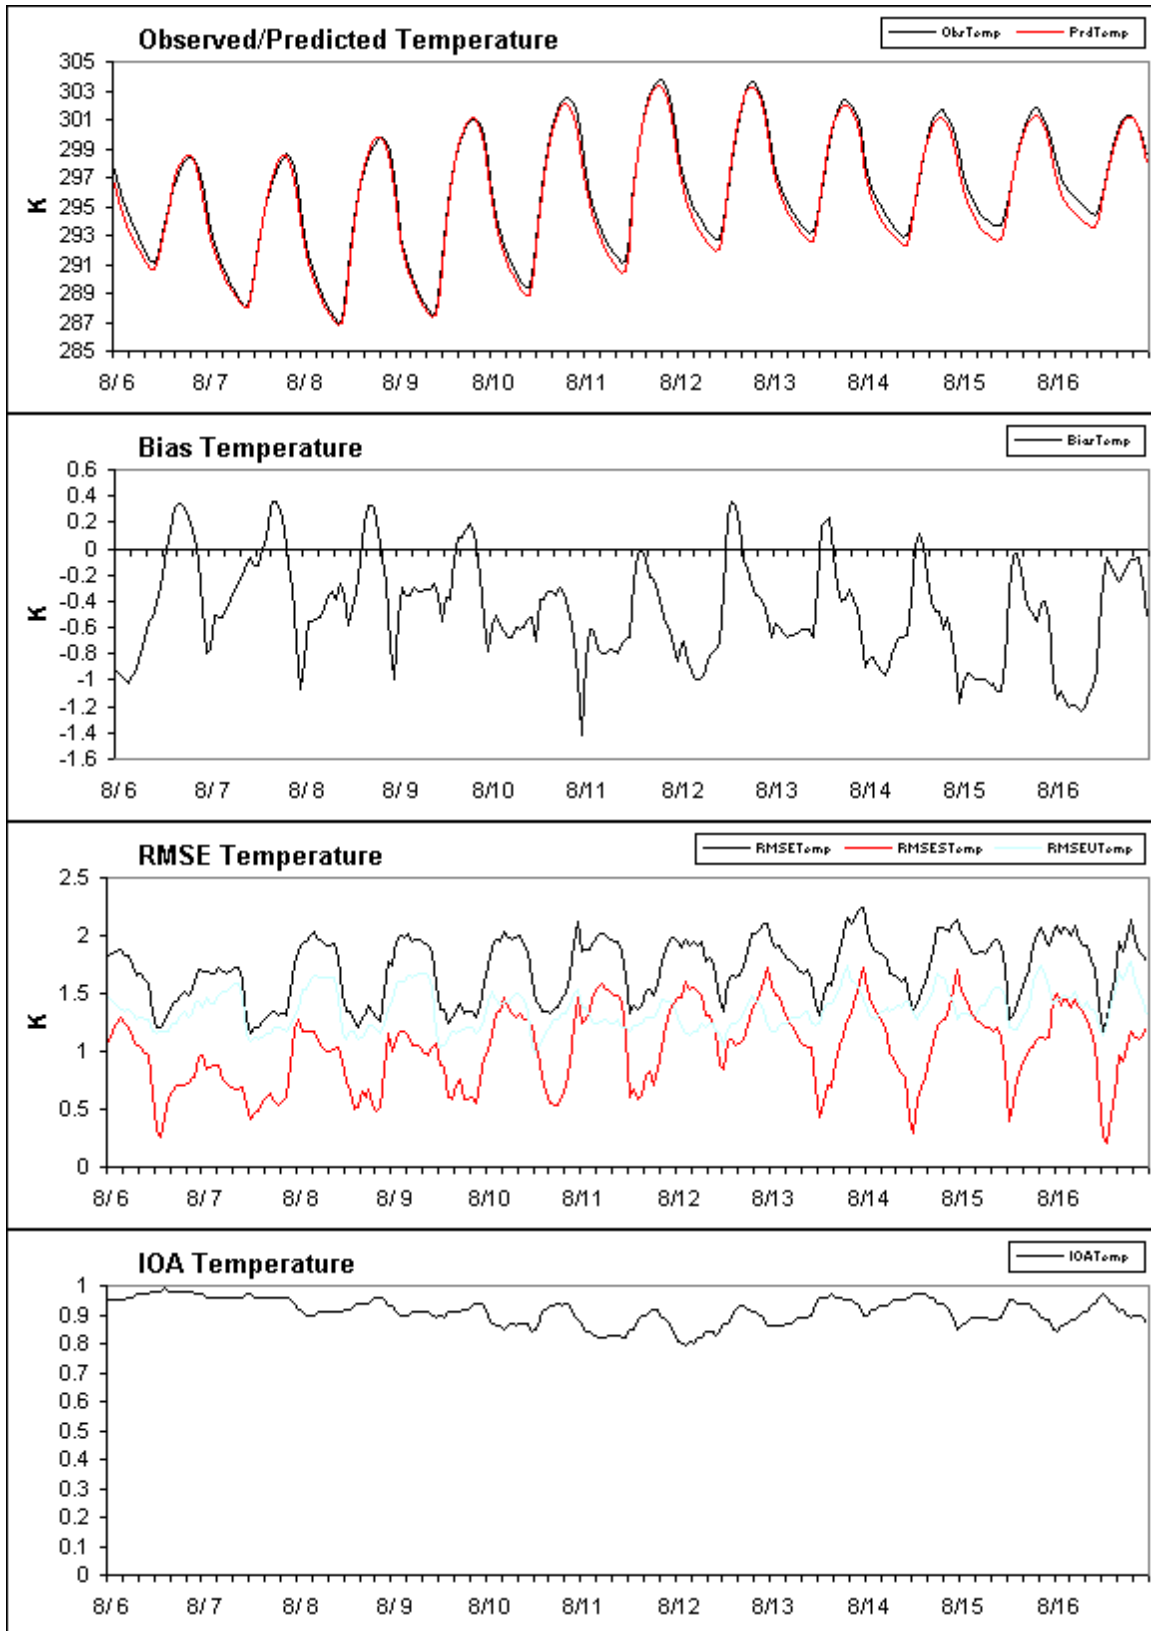 Observed/Predicted Temperature
ObsTemp PrdTemp
305
303
301
299
297
295
293
291
289
287
285
K
8/ 6 8/ 7 8/ 8 8/ 9 8/10 8/11 8/12 8/13 8/14 8/15 8/16
Bias Temperature
BiasTemp
0.6
0.4
0.2
0
-0.2
-0.4
-0.6
-0.8
-1
-1.2
-1.4
-1.6
K
8/ 6 8/ 7 8/ 8 8/ 9 8/10 8/11 8/12 8/13 8/14 8/15 8/16
RMSE Temperature
RMSETemp RMSESTemp RMSEUTemp
2.5
2
1.5
1
0.5
0
K
8/ 6 8/ 7 8/ 8 8/ 9 8/10 8/11 8/12 8/13 8/14 8/15 8/16
IOA Temperature
IOATemp
1
0.9
0.8
0.7
0.6
0.5
0.4
0.3
0.2
0.1
0
8/ 6 8/ 7 8/ 8 8/ 9 8/10 8/11 8/12 8/13 8/14 8/15 8/16